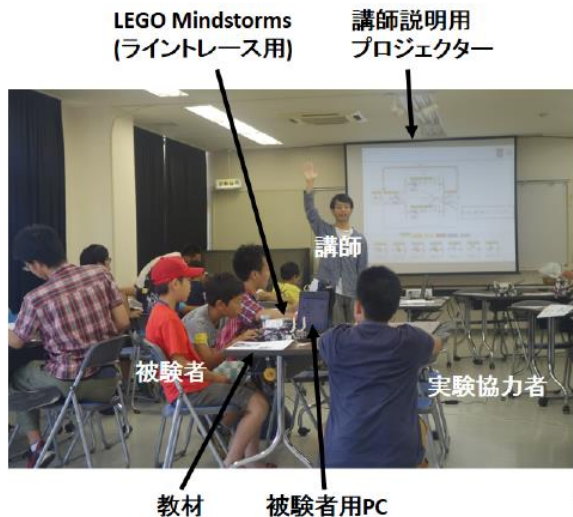 LEGO Mindstorms
(ライントレース用)
講師説明用
プロジェクター
講師
被験者
実験協力者
教材
被験者用PC